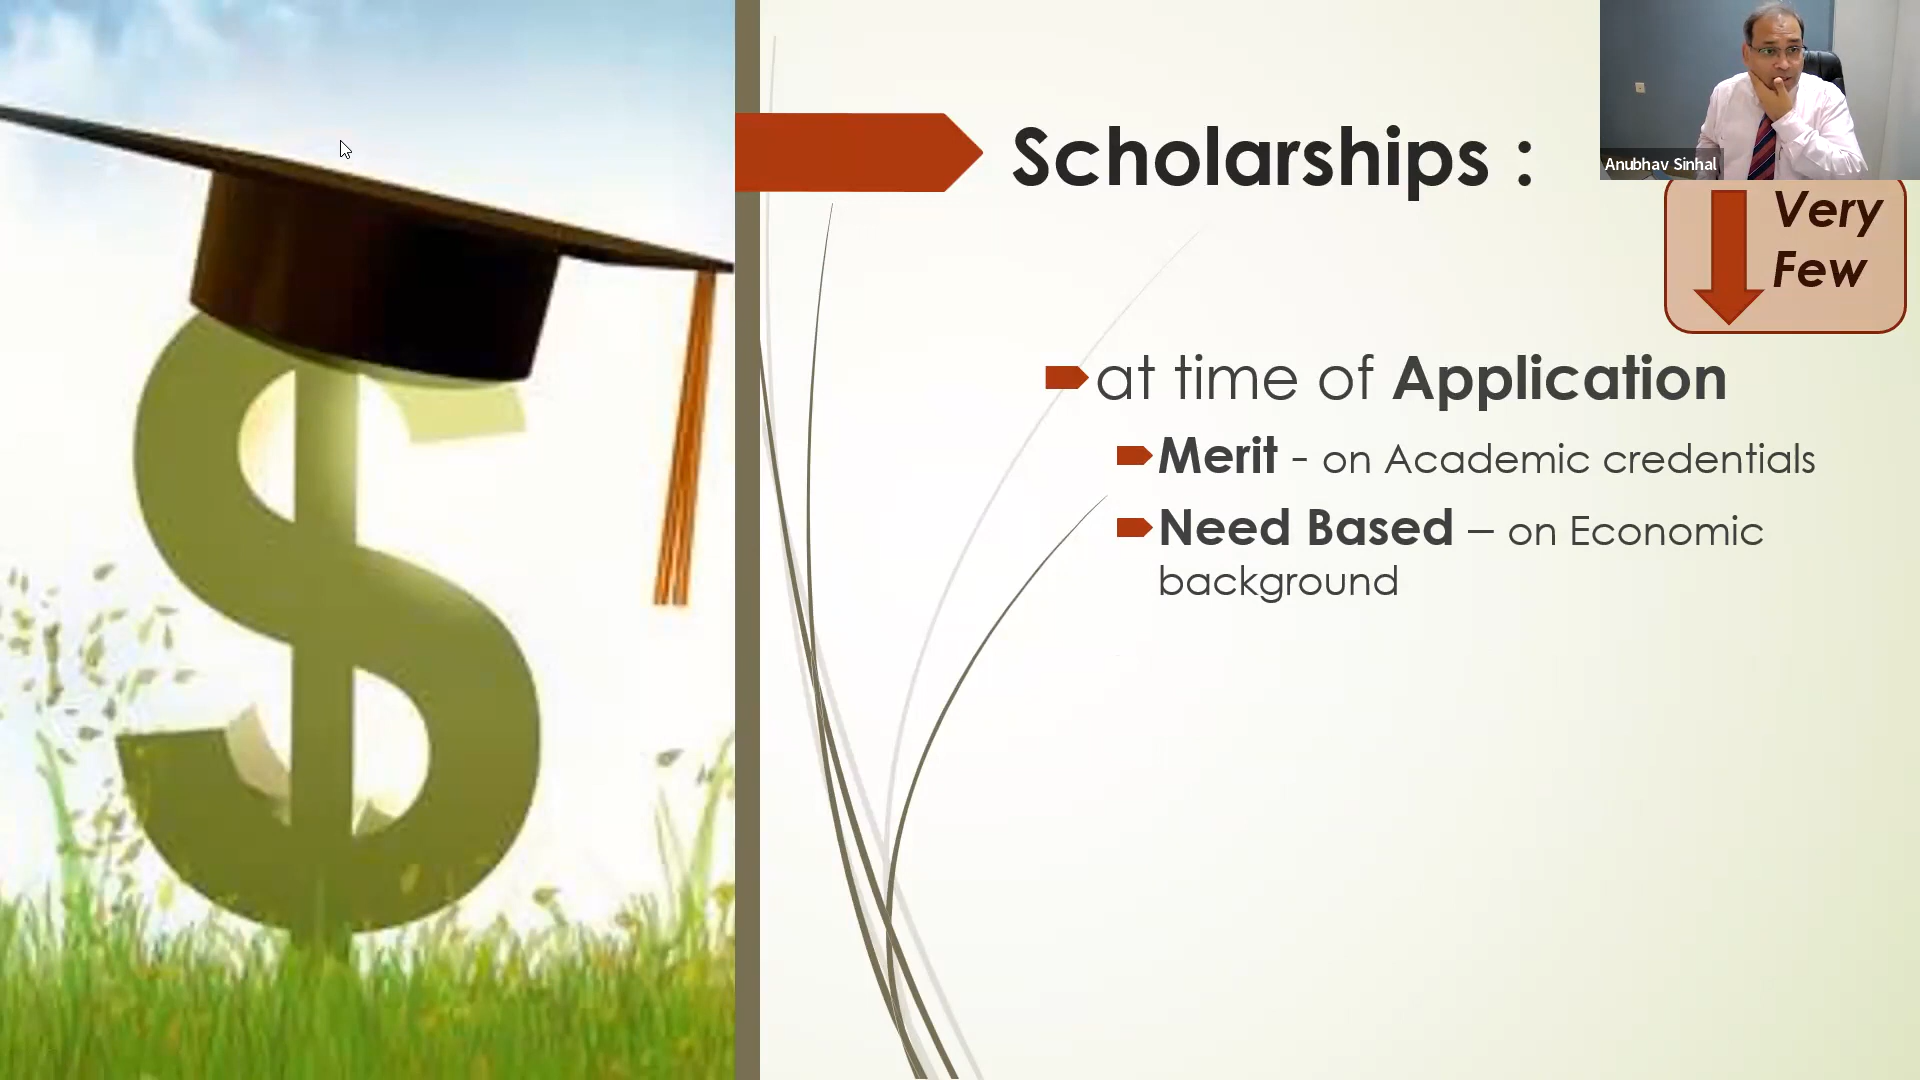 Scholarships :
Anubhav Sinhal
Very
Few
at time of Application
Merit - on Academic credentials
Need Based – on Economic
background